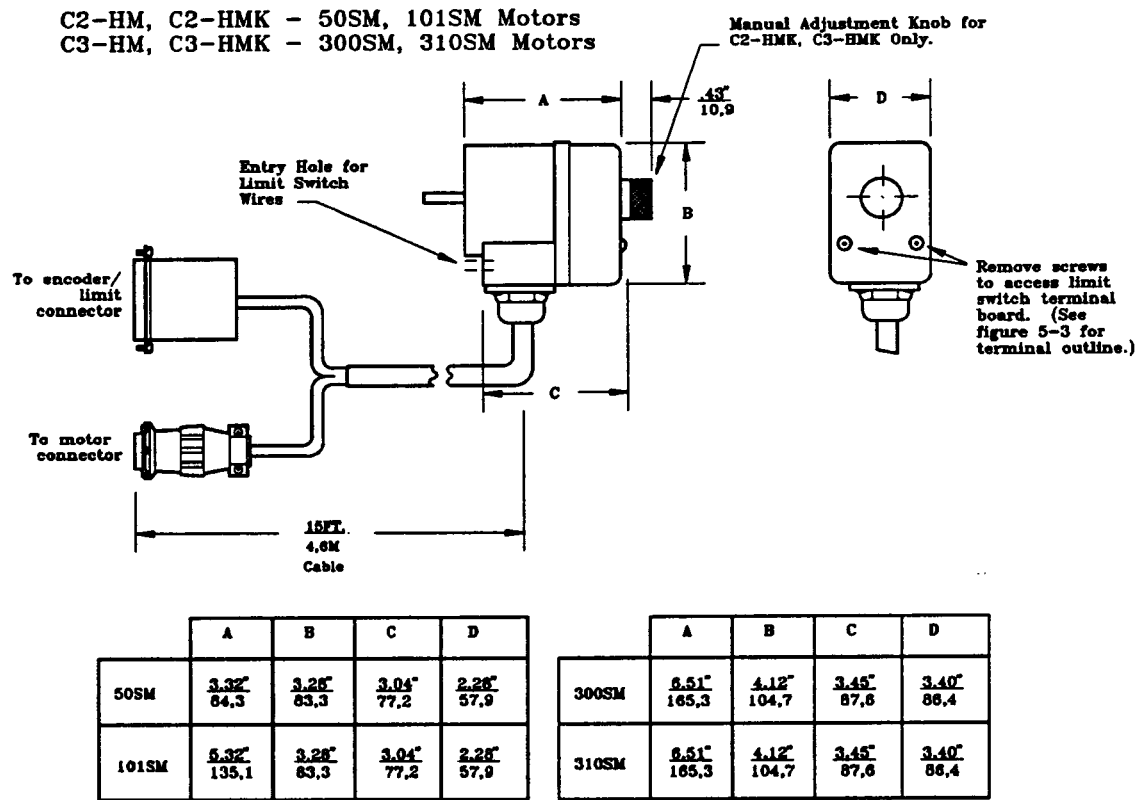 C2-HM, C2-HMK - 50SM, 101SM Motors
C3-HM, C3-HMK - 300SM, 310SM Motors
Manual Adjustment Knob for
C2-HMK, C3-HMK Only.
A
.43"
10,9
D
Entry Hole for
Limit Switch
Wires
B
To encoder/
limit
connector
Remove screws
to access limit
switch terminal
board. (See
figure 5-3 for
terminal outline.)
C
To motor
connector
15FT.
4,6M
Cable
A B C D
50SM 3.32" 3.28" 3.04" 2.28"
84,3 83,3 77,2 57,9
101SM 5.32" 3.28" 3.04" 2.28"
135,1 83,3 77,2 57,9
A B C D
300SM 6.51" 4.12" 3.45" 3.40"
165,3 104,7 87,6 86,4
310SM 6.51" 4.12" 3.45" 3.40"
165,3 104,7 87,6 86,4